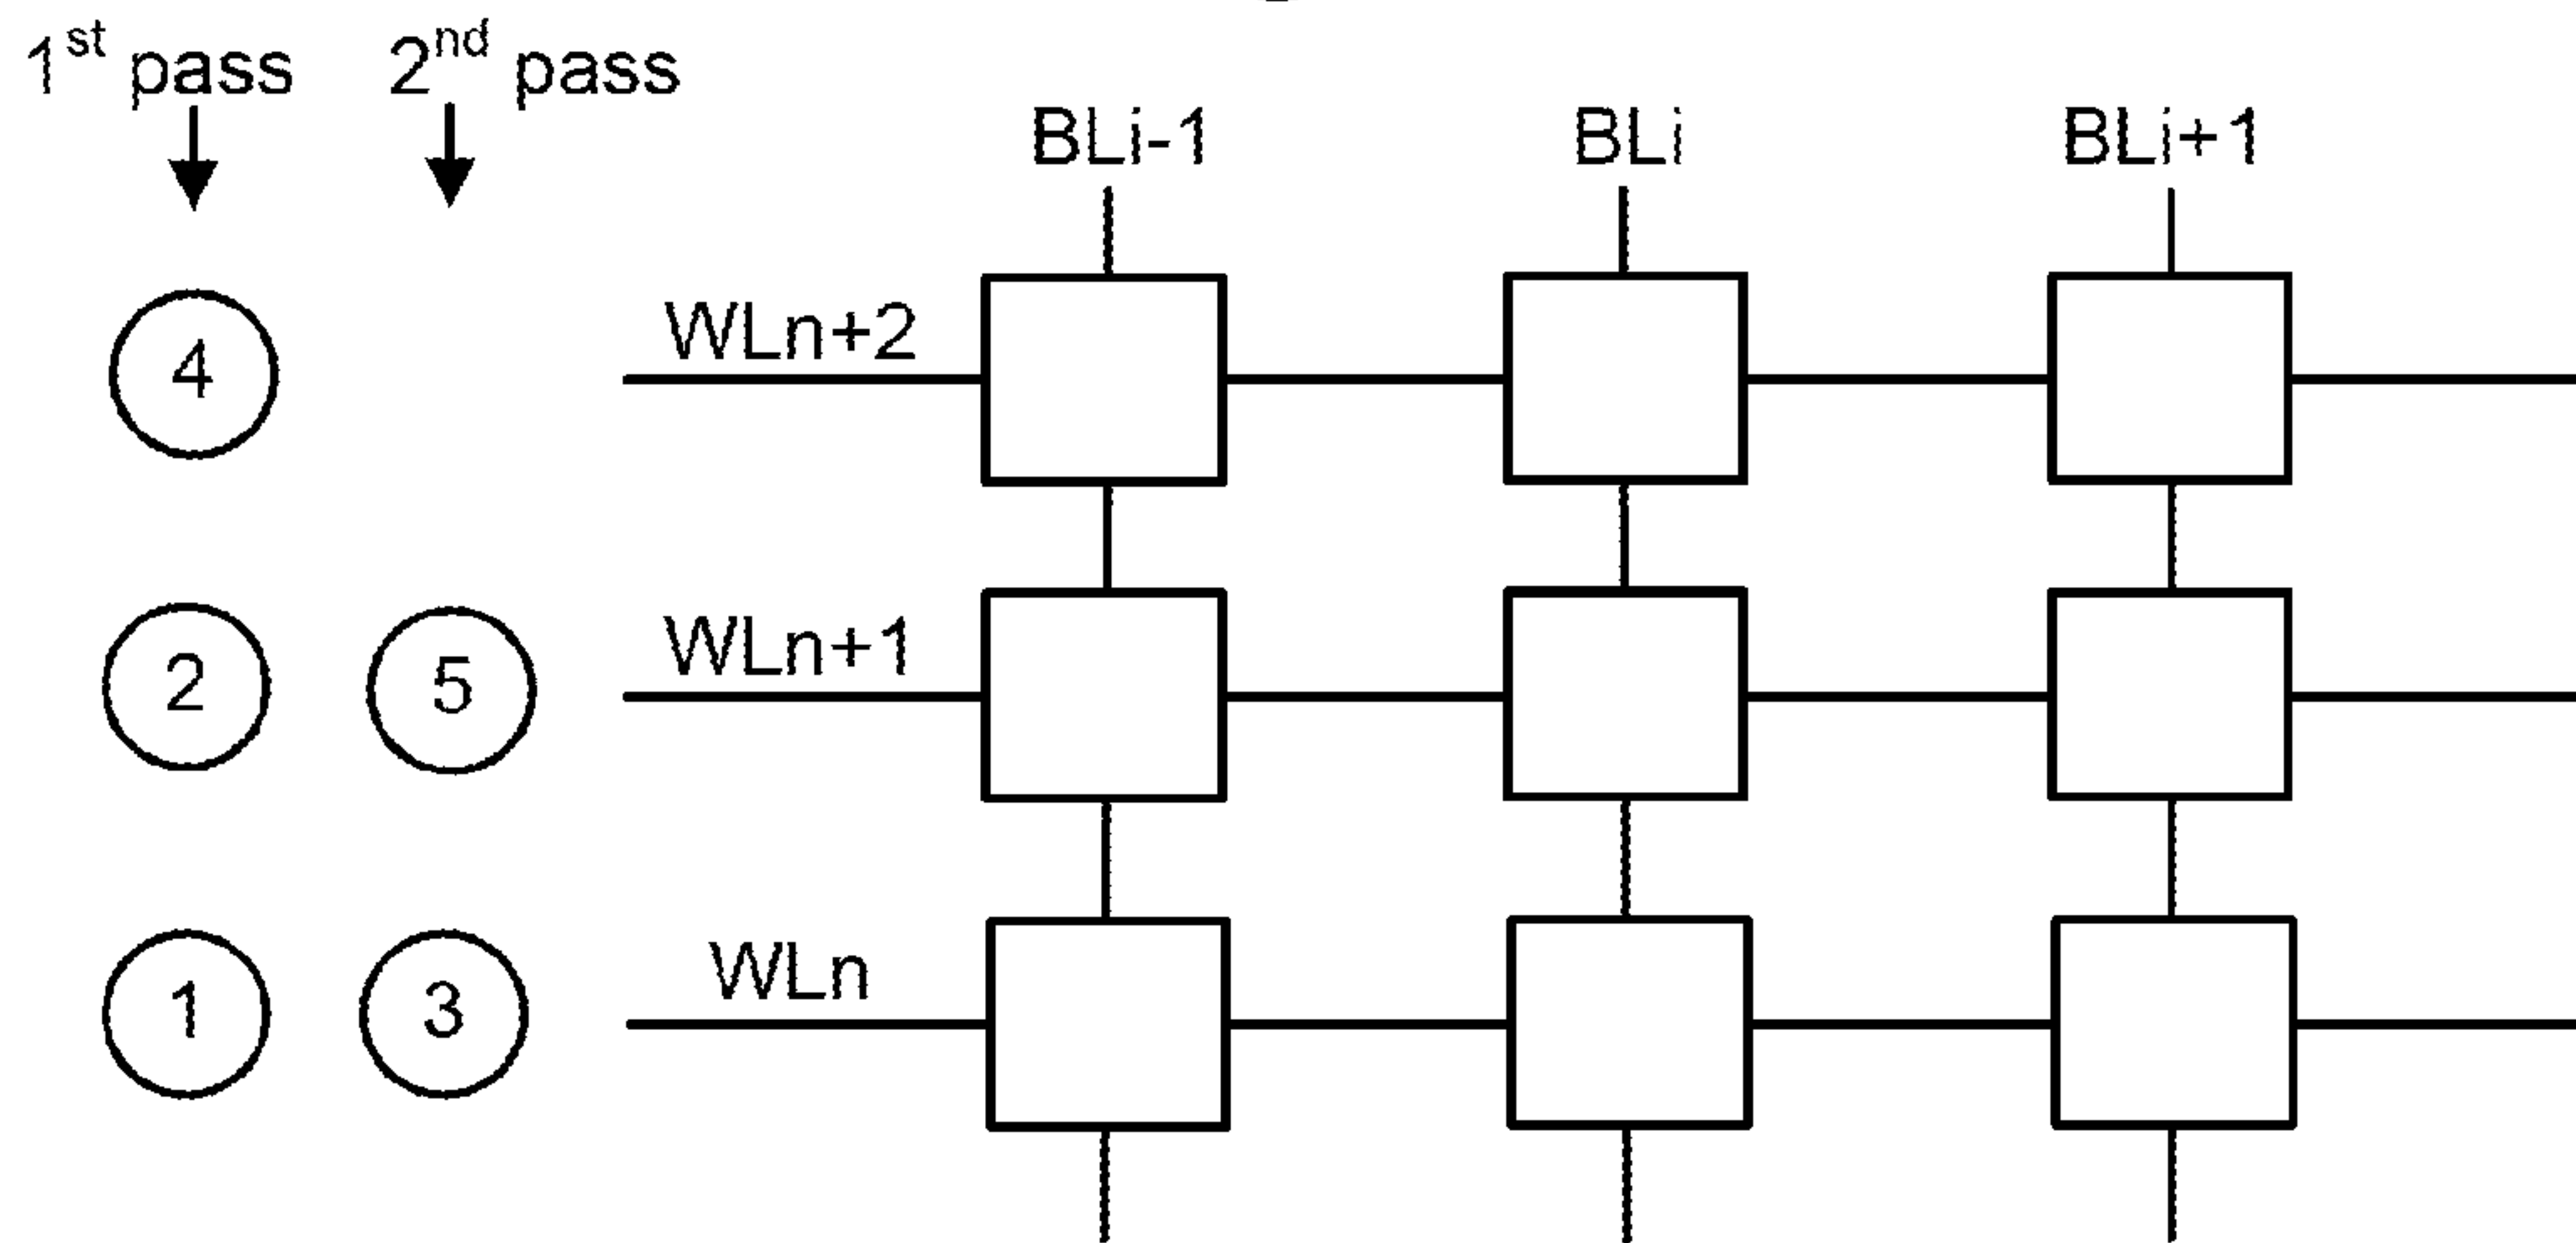 1st pass 2nd pass
BLi-1 BLi BLi+1
4 WLn+2
2 5 WLn+1
1 3 WLn